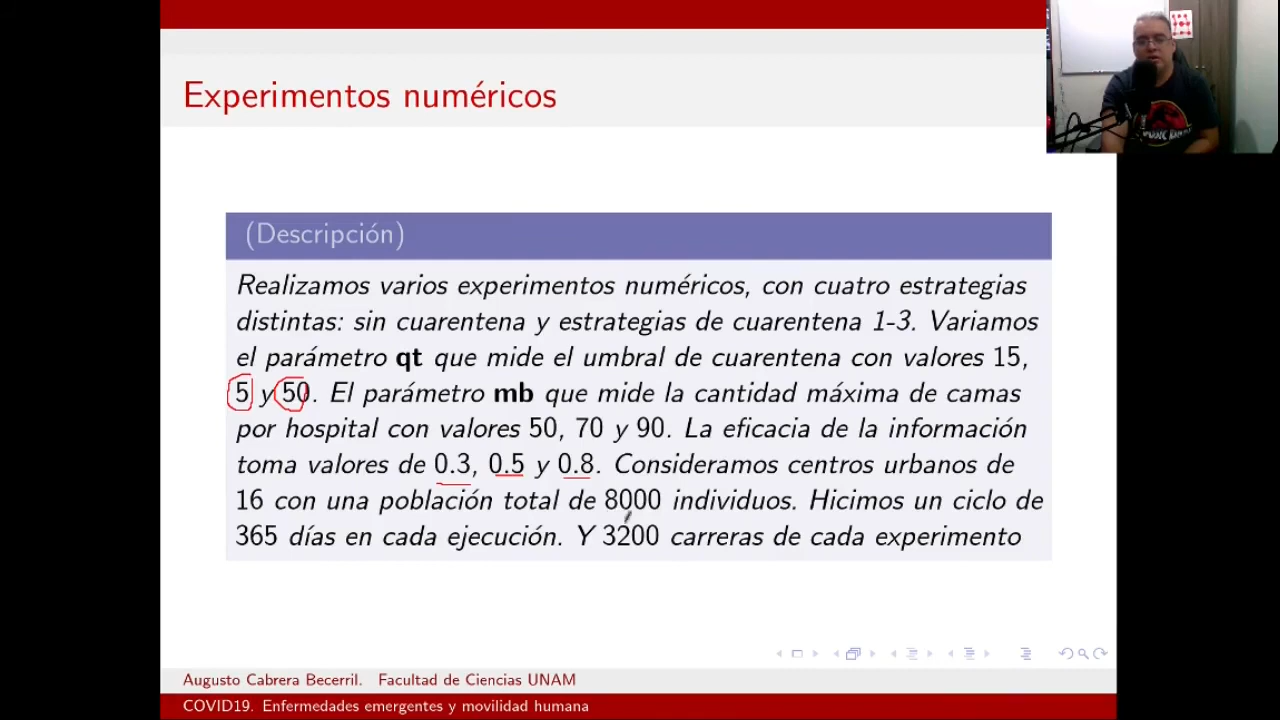 Experimentos numéricos
(Descripción)
Realizamos varios experimentos numéricos, con cuatro estrategias
distintas: sin cuarentena y estrategias de cuarentena 1-3. Variamos
el parámetro qt que mide el umbral de cuarentena con valores 15,
5 y 50. El parámetro mb que mide la cantidad máxima de camas
por hospital con valores 50, 70 y 90. La eficacia de la información
toma valores de 0.3, 0.5 y 0.8. Consideramos centros urbanos de
16 con una población total de 8000 individuos. Hicimos un ciclo de
365 días en cada ejecución. Y 3200 carreras de cada experimento
Augusto Cabrera Becerril. Facultad de Ciencias UNAM
COVID19. Enfermedades emergentes y movilidad humana